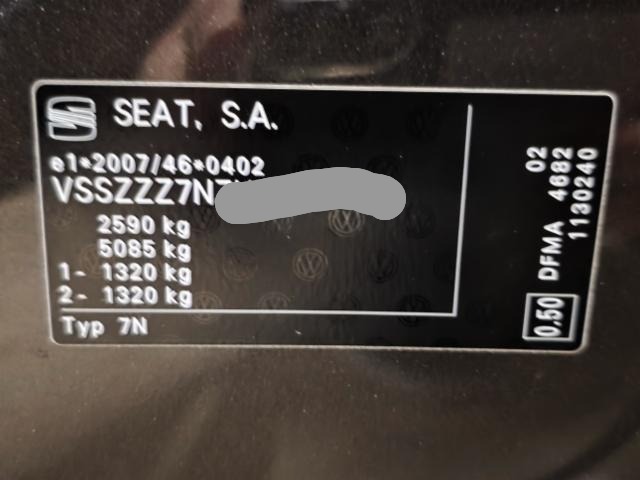 SEAT, S.A.
e1*2007/46*0402
VSSZZZ7NZ
2590 kg
5085 kg
1- 1320 kg
2- 1320 kg
Typ 7N
02
DFMA 4682
1130240
0.50